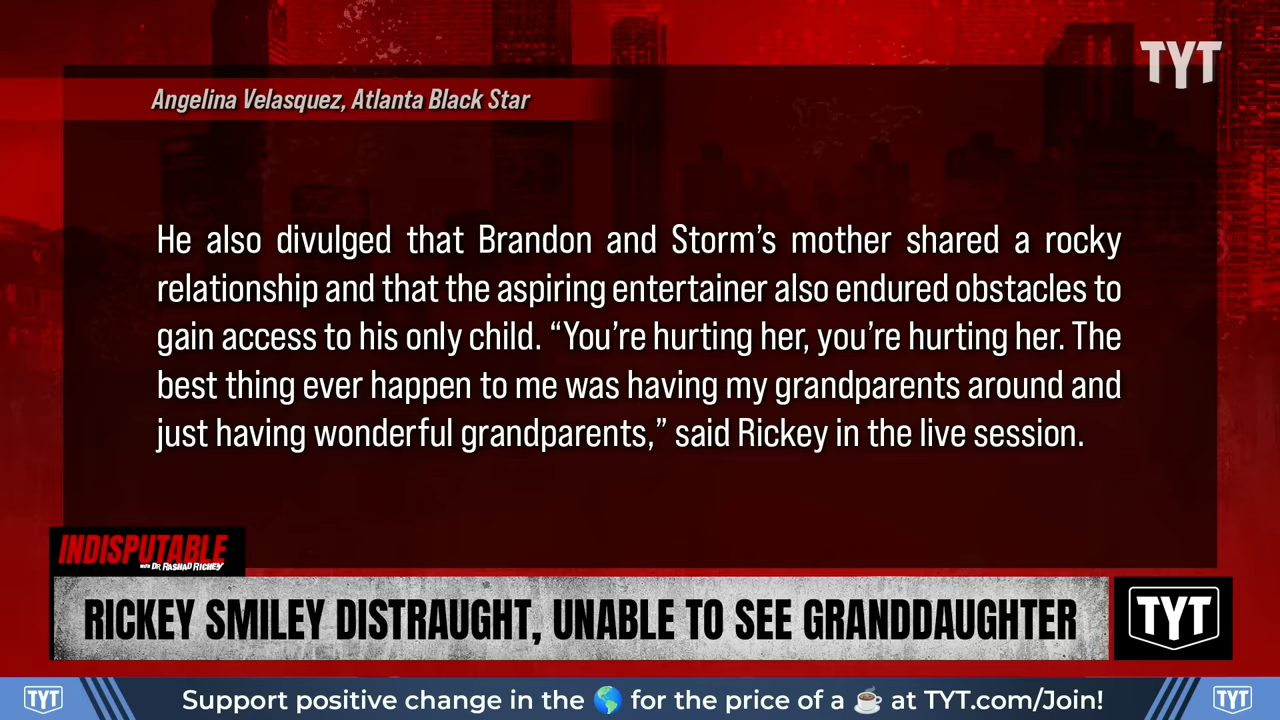 TYT
Angelina Velasquez, Atlanta Black Star
He also divulged that Brandon and Storm’s mother shared a rocky
relationship and that the aspiring entertainer also endured obstacles to
gain access to his only child. “You’re hurting her, you’re hurting her. The
best thing ever happen to me was having my grandparents around and
just having wonderful grandparents,” said Rickey in the live session.
INDISPUTABLE
WITH DR. RASHAD RICHEY
RICKEY SMILEY DISTRAUGHT, UNABLE TO SEE GRANDDAUGHTER
TYT
TYT
Support positive change in the 🌎 for the price of a ☕ at TYT.com/Join!
TYT